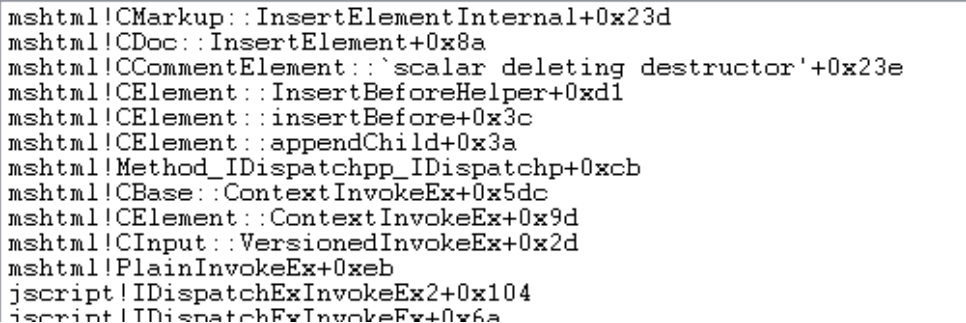 mshtml!CMarkup::InsertElementInternal+0x23d
mshtml!CDoc::InsertElement+0x8a
mshtml!CCommentElement::`scalar deleting destructor'+0x23e
mshtml!CElement::InsertBeforeHelper+0xd1
mshtml!CElement::insertBefore+0x3c
mshtml!CElement::appendChild+0x3a
mshtml!Method_IDispatchpp_IDispatchp+0xcb
mshtml!CBase::ContextInvokeEx+0x5dc
mshtml!CElement::ContextInvokeEx+0x9d
mshtml!CInput::VersionedInvokeEx+0x2d
mshtml!PlainInvokeEx+0xeb
jscript!IDispatchExInvokeEx2+0x104
jscript!IDispatchExInvokeEx+0x6a